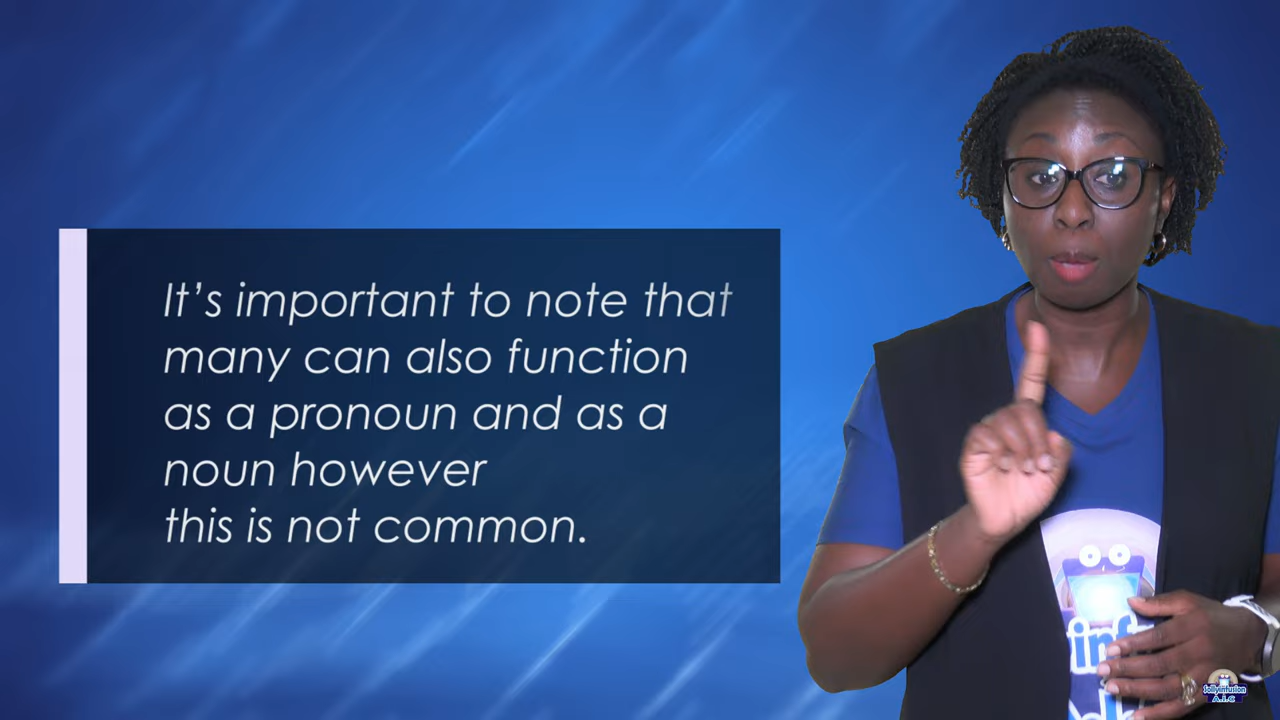 It's important to note that
many can also function
as a pronoun and as a
noun however
this is not common.
A.I.C